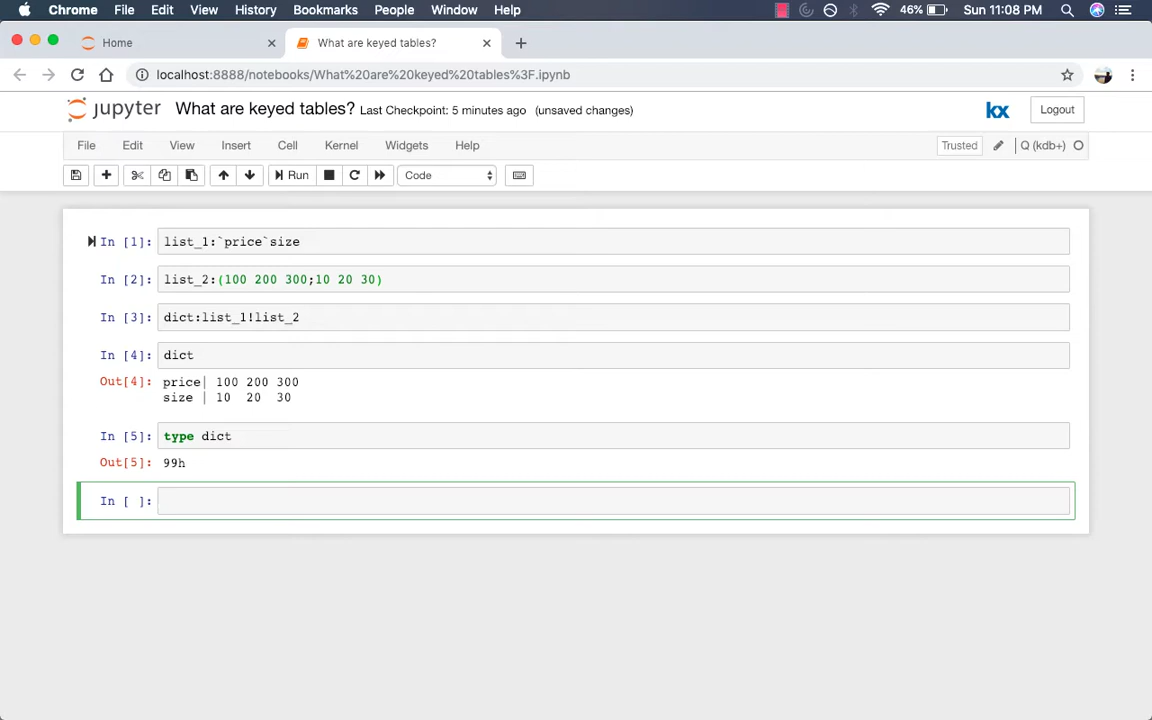 Chrome File Edit View History Bookmarks People Window Help 46% Sun 11:08 PM
Home What are keyed tables?
localhost:8888/notebooks/What%20are%20keyed%20tables%3F.ipynb
jupyter What are keyed tables? Last Checkpoint: 5 minutes ago (unsaved changes) kx Logout
File Edit View Insert Cell Kernel Widgets Help Trusted Q (kdb+)
Run Code
In [1]: list_1:`price`size
In [2]: list_2:(100 200 300;10 20 30)
In [3]: dict:list_1!list_2
In [4]: dict
Out[4]: price| 100 200 300
size | 10 20 30
In [5]: type dict
Out[5]: 99h
In [ ]: